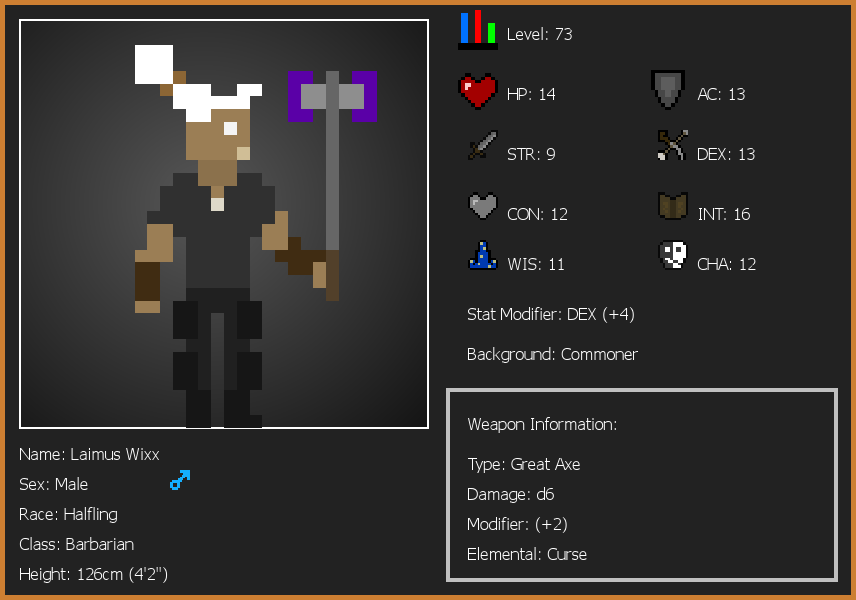 Level: 73
HP: 14
AC: 13
STR: 9
DEX: 13
CON: 12
INT: 16
WIS: 11
CHA: 12
Stat Modifier: DEX (+4)
Background: Commoner
Weapon Information:
Type: Great Axe
Damage: d6
Modifier: (+2)
Elemental: Curse
Name: Laimus Wixx
Sex: Male
Race: Halfling
Class: Barbarian
Height: 126cm (4'2")